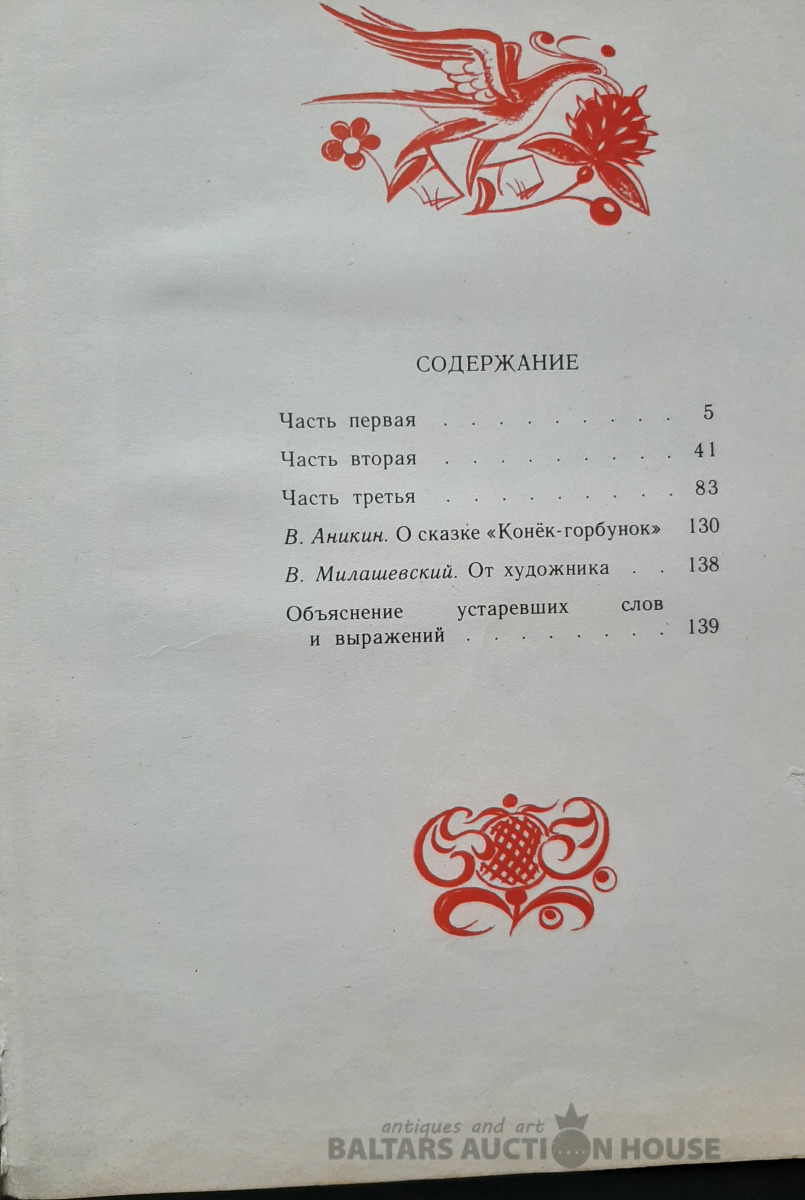 СОДЕРЖАНИЕ
Часть первая . . . . . . . . . 5
Часть вторая . . . . . . . . . 41
Часть третья . . . . . . . . . 83
В. Аникин. О сказке «Конёк-горбунок» 130
В. Милашевский. От художника . . 138
Объяснение устаревших слов
и выражений . . . . . . . . 139
antiques and art
BALTARS AUCTION HOUSE